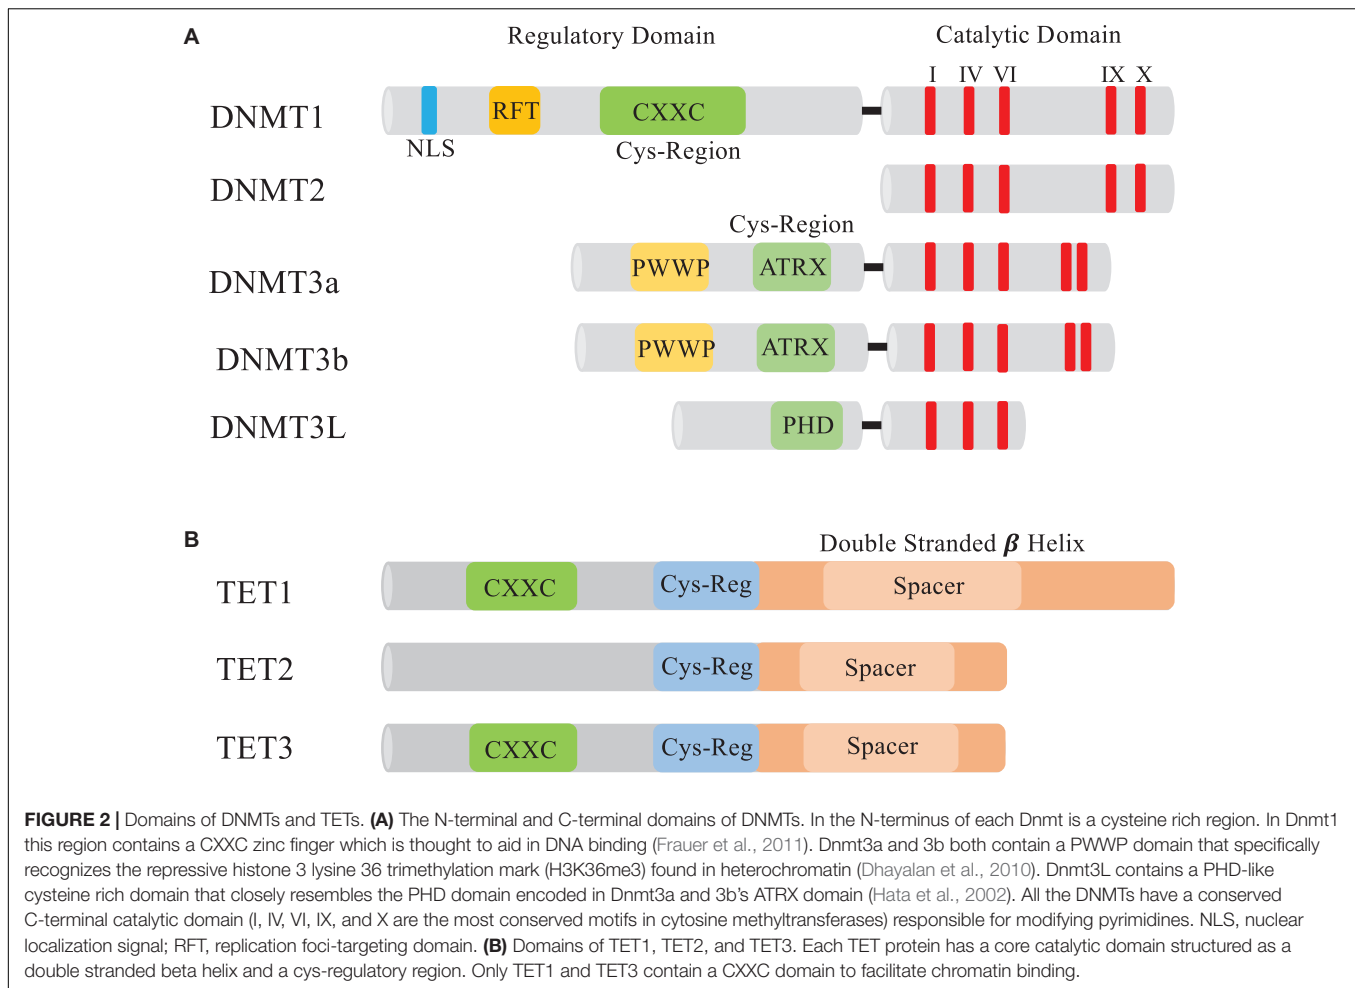 A
Regulatory Domain
Catalytic Domain
I IV VI IX X
DNMT1
RFT
CXXC
NLS
Cys-Region
DNMT2
Cys-Region
DNMT3a
PWWP
ATRX
DNMT3b
PWWP
ATRX
DNMT3L
PHD
B
Double Stranded β Helix
TET1
CXXC
Cys-Reg
Spacer
TET2
Cys-Reg
Spacer
TET3
CXXC
Cys-Reg
Spacer
FIGURE 2 | Domains of DNMTs and TETs. (A) The N-terminal and C-terminal domains of DNMTs. In the N-terminus of each Dnmt is a cysteine rich region. In Dnmt1
this region contains a CXXC zinc finger which is thought to aid in DNA binding (Frauer et al., 2011). Dnmt3a and 3b both contain a PWWP domain that specifically
recognizes the repressive histone 3 lysine 36 trimethylation mark (H3K36me3) found in heterochromatin (Dhayalan et al., 2010). Dnmt3L contains a PHD-like
cysteine rich domain that closely resembles the PHD domain encoded in Dnmt3a and 3b's ATRX domain (Hata et al., 2002). All the DNMTs have a conserved
C-terminal catalytic domain (I, IV, VI, IX, and X are the most conserved motifs in cytosine methyltransferases) responsible for modifying pyrimidines. NLS, nuclear
localization signal; RFT, replication foci-targeting domain. (B) Domains of TET1, TET2, and TET3. Each TET protein has a core catalytic domain structured as a
double stranded beta helix and a cys-regulatory region. Only TET1 and TET3 contain a CXXC domain to facilitate chromatin binding.